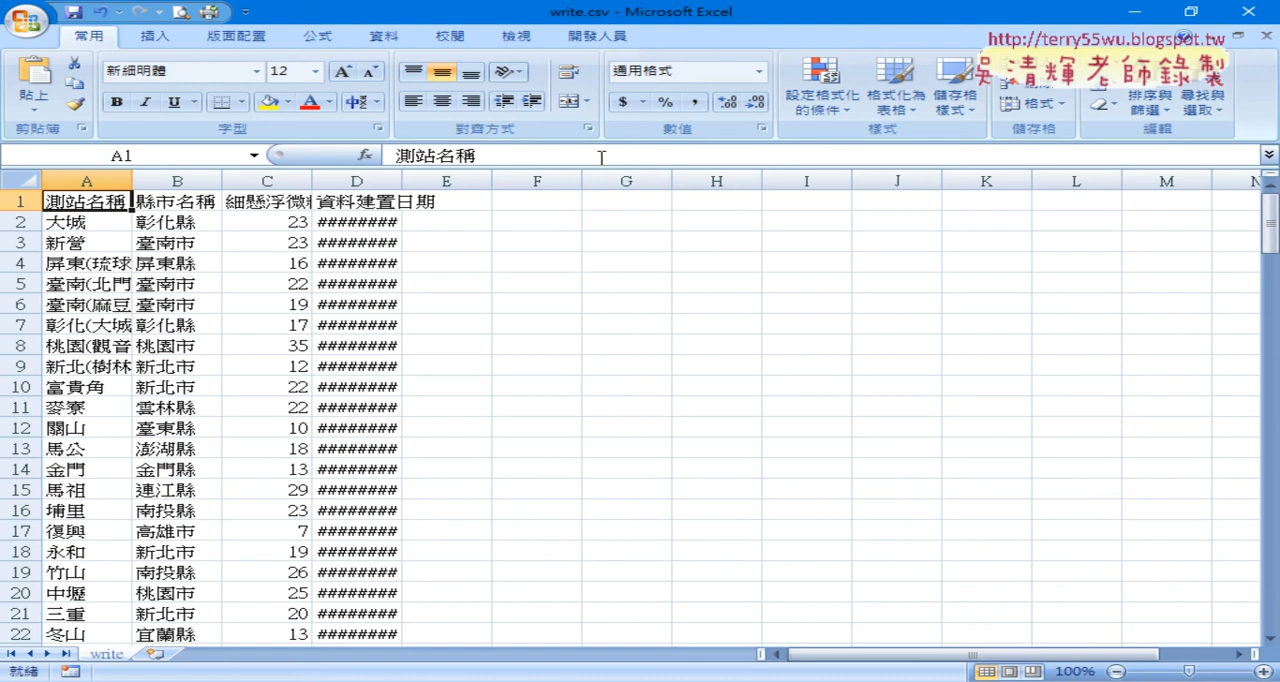 write.csv - Microsoft Excel
常用 插入 版面配置 公式 資料 校閱 檢視 開發人員
http://terry55wu.blogspot.tw
吳清輝老師錄製
新細明體 12 通用格式
貼上 B I U 中 $ % , 設定格式化的條件 格式化為表格 儲存格樣式 格式 排序與篩選 尋找與選取
剪貼簿 字型 對齊方式 數值 樣式 儲存格 編輯
A1 fx 測站名稱
A B C D E F G H I J K L M N
1 測站名稱 縣市名稱 細懸浮微 資料建置日期
2 大城 彰化縣 23 ########
3 新營 臺南市 23 ########
4 屏東(琉球 屏東縣 16 ########
5 臺南(北門 臺南市 22 ########
6 臺南(麻豆 臺南市 19 ########
7 彰化(大城 彰化縣 17 ########
8 桃園(觀音 桃園市 35 ########
9 新北(樹林 新北市 12 ########
10 富貴角 新北市 22 ########
11 麥寮 雲林縣 22 ########
12 關山 臺東縣 10 ########
13 馬公 澎湖縣 18 ########
14 金門 金門縣 13 ########
15 馬祖 連江縣 29 ########
16 埔里 南投縣 23 ########
17 復興 高雄市 7 ########
18 永和 新北市 19 ########
19 竹山 南投縣 26 ########
20 中壢 桃園市 25 ########
21 三重 新北市 20 ########
22 冬山 宜蘭縣 13 ########
write
就緒 100%